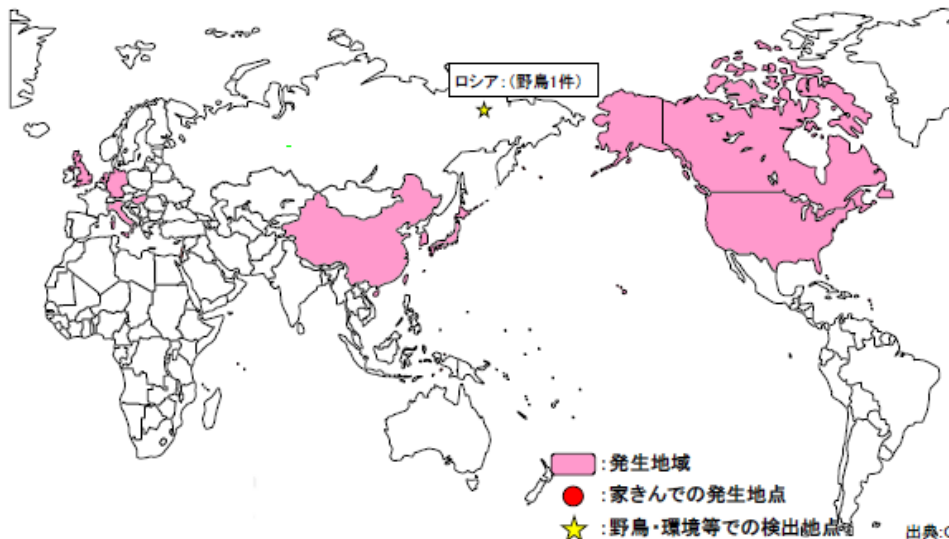 ロシア:(野鳥1件)
:発生地域
:家きんでの発生地点
:野鳥・環境等での検出地点
出典: